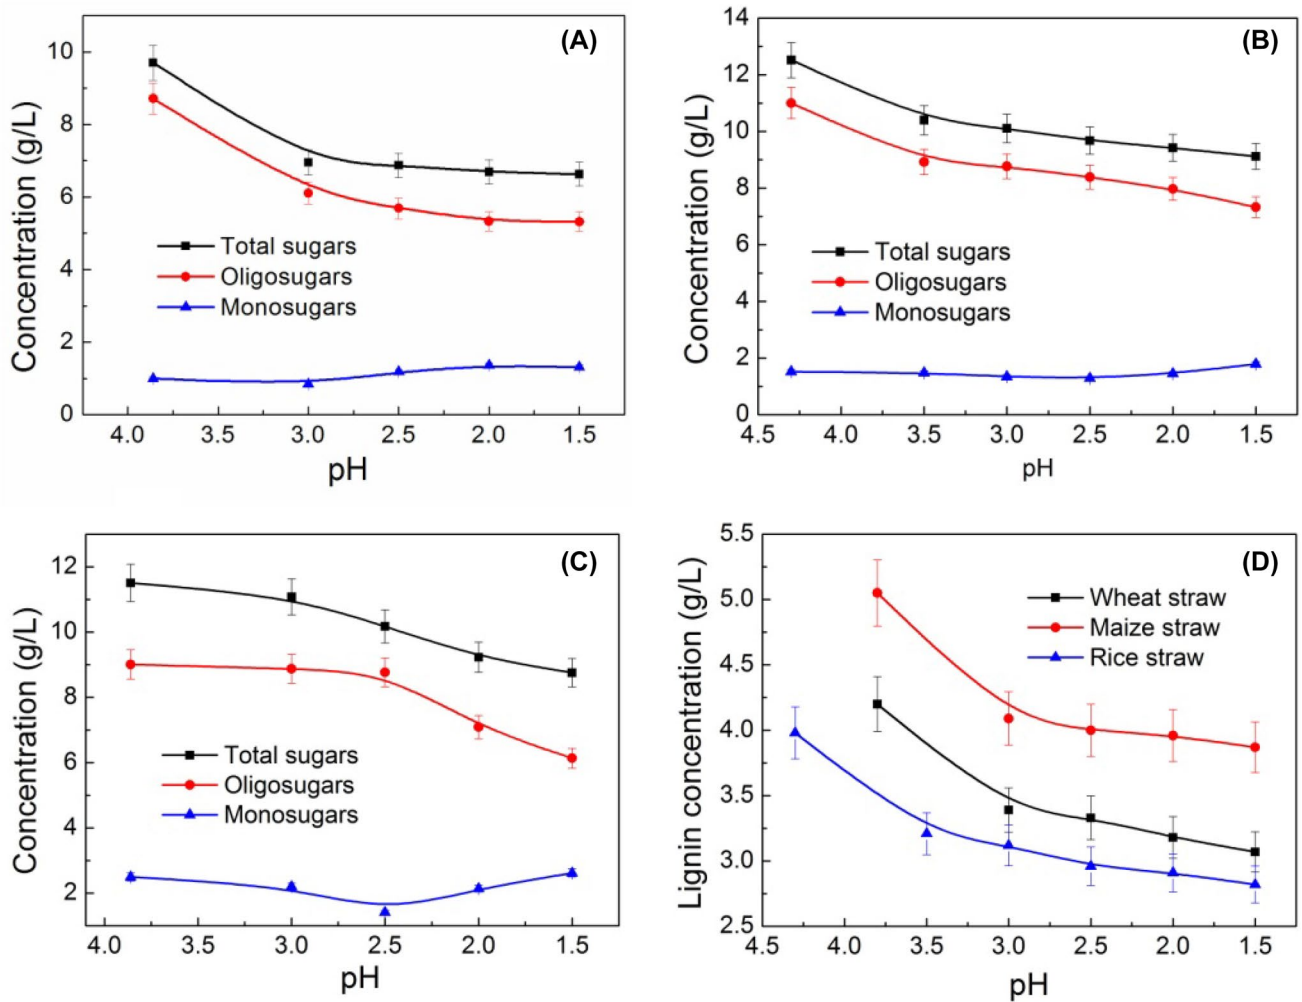 (A)
Concentration (g/L)
10
8
6
4
2
0
Total sugars
Oligosugars
Monosugars
4.0 3.5 3.0 2.5 2.0 1.5
pH
(B)
Concentration (g/L)
14
12
10
8
6
4
2
0
Total sugars
Oligosugars
Monosugars
4.5 4.0 3.5 3.0 2.5 2.0 1.5
pH
(C)
Concentration (g/L)
12
10
8
6
4
2
Total sugars
Oligosugars
Monosugars
4.0 3.5 3.0 2.5 2.0 1.5
pH
(D)
Lignin concentration (g/L)
5.5
5.0
4.5
4.0
3.5
3.0
2.5
Wheat straw
Maize straw
Rice straw
4.5 4.0 3.5 3.0 2.5 2.0 1.5
pH